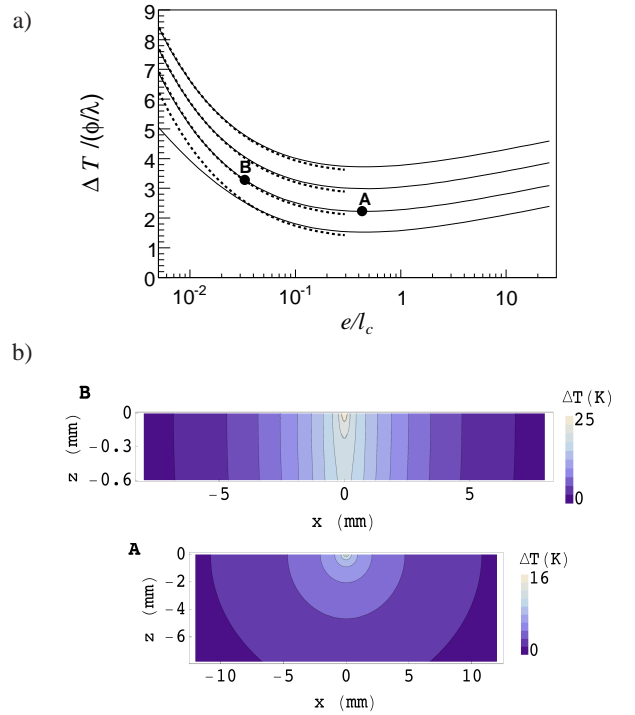 a)
9
8
7
6
5
4
3
2
1
0
Δ T /(ϕ/λ)
B
A
10⁻²
10⁻¹
1
10
e/l_c
b)
B
ΔT(K)
25
0
0
−0.3
−0.6
z (mm)
−5
0
5
x (mm)
A
ΔT(K)
16
0
0
−2
−4
−6
z (mm)
−10
−5
0
5
10
x (mm)